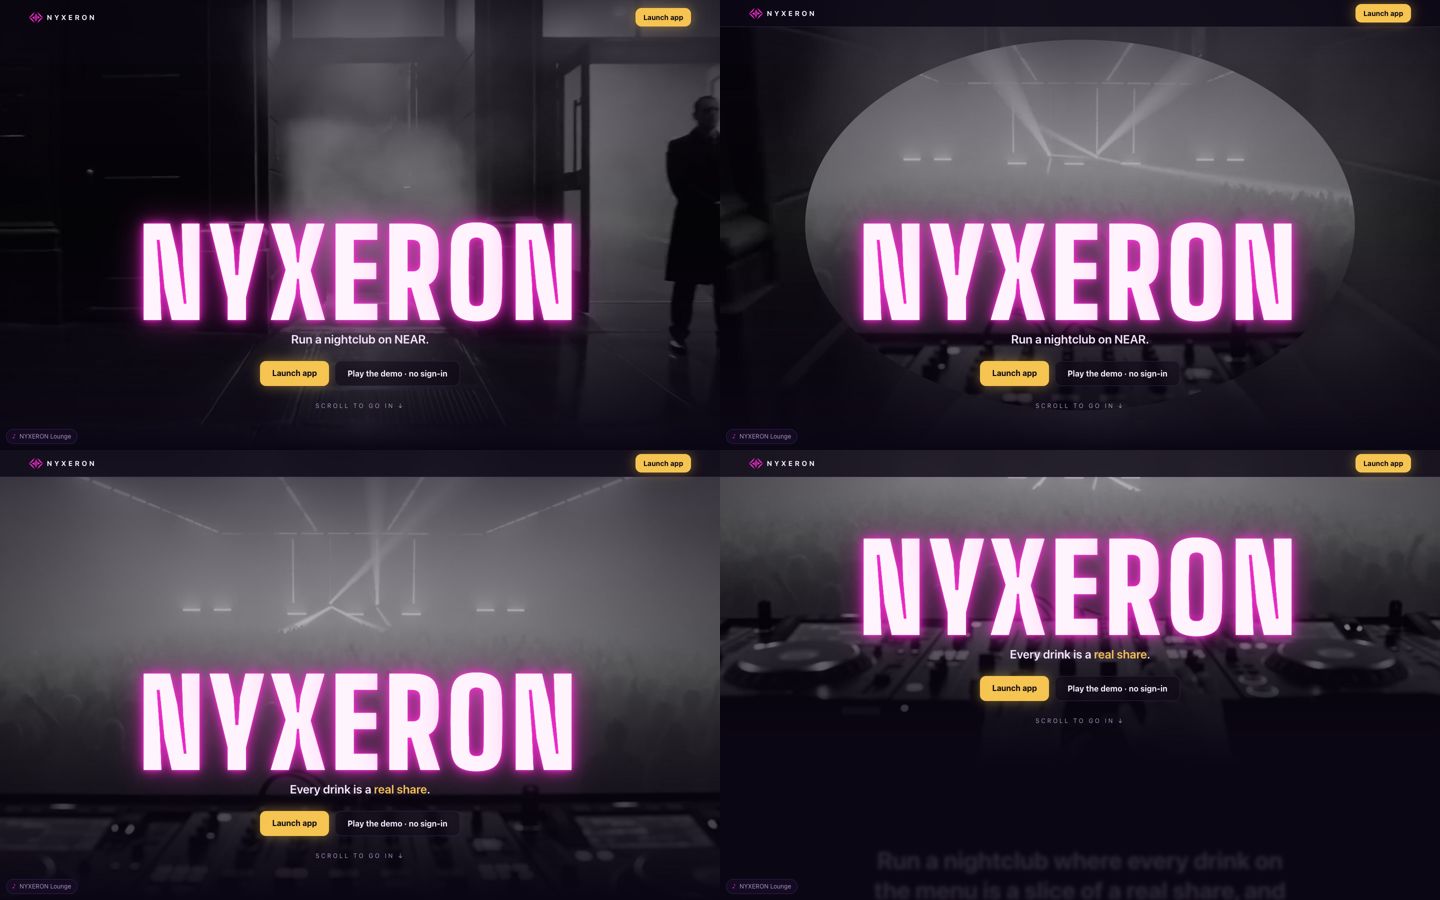 NYXERON
Launch app
NYXERON
Run a nightclub on NEAR.
Launch app
Play the demo · no sign-in
SCROLL TO GO IN ↓
♪ NYXERON Lounge
NYXERON
Launch app
NYXERON
Run a nightclub on NEAR.
Launch app
Play the demo · no sign-in
SCROLL TO GO IN ↓
♪ NYXERON Lounge
NYXERON
Launch app
NYXERON
Every drink is a real share.
Launch app
Play the demo · no sign-in
SCROLL TO GO IN ↓
♪ NYXERON Lounge
NYXERON
Launch app
NYXERON
Every drink is a real share.
Launch app
Play the demo · no sign-in
SCROLL TO GO IN ↓
Run a nightclub where every drink on
the menu is a slice of a real share, and
♪ NYXERON Lounge